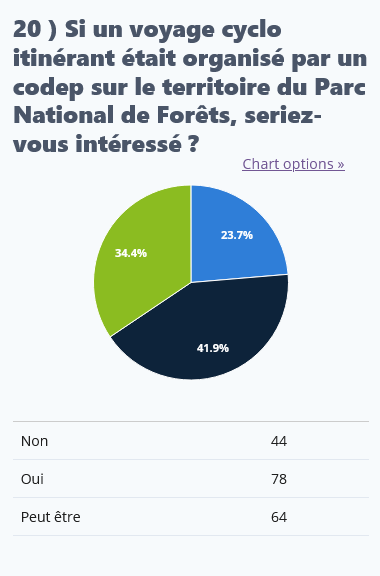 20 ) Si un voyage cyclo
itinérant était organisé par un
codep sur le territoire du Parc
National de Forêts, seriez-
vous intéressé ?
Chart options »
23.7%
34.4%
41.9%
Non 44
Oui 78
Peut être 64